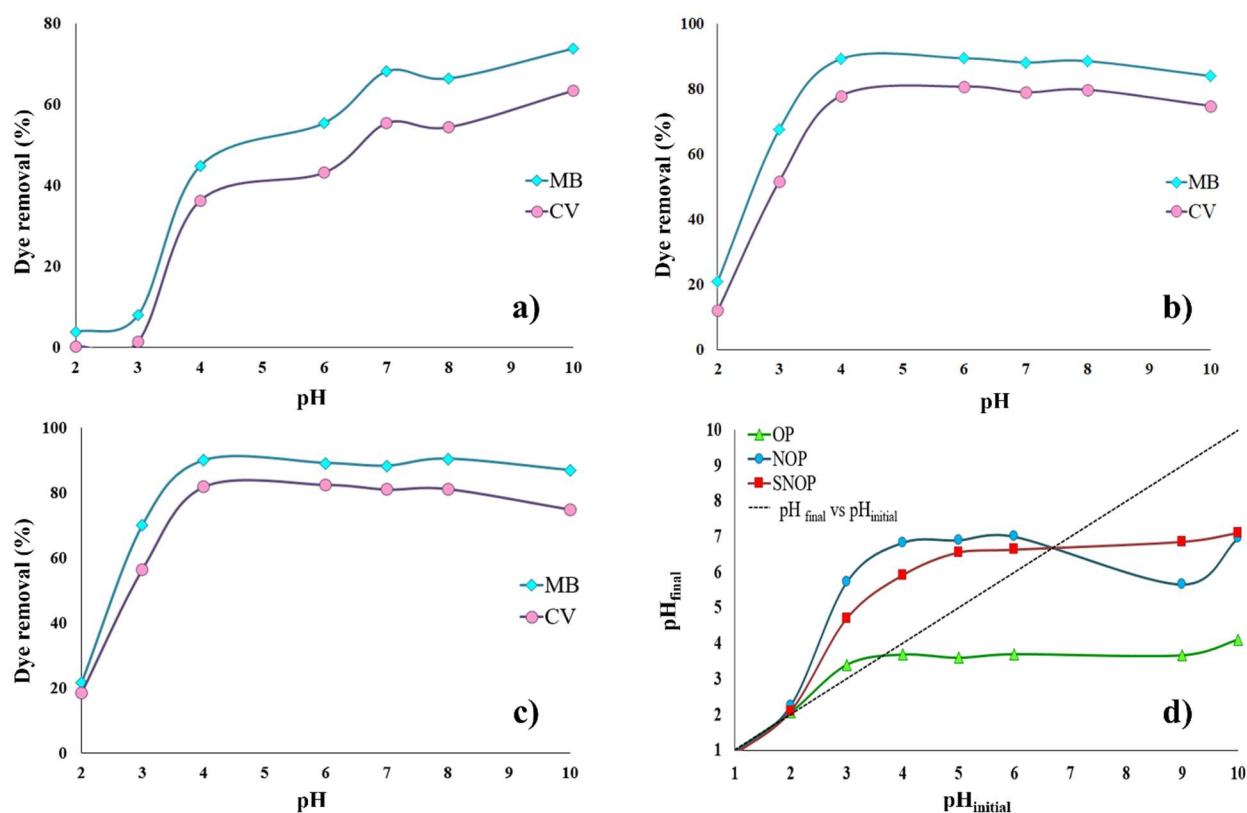 80
60
40
20
0
Dye removal (%)
MB
CV
a)
2 3 4 5 6 7 8 9 10
pH
100
80
60
40
20
0
Dye removal (%)
MB
CV
b)
2 3 4 5 6 7 8 9 10
pH
100
80
60
40
20
0
Dye removal (%)
MB
CV
c)
2 3 4 5 6 7 8 9 10
pH
10
9
8
7
6
5
4
3
2
1
pHfinal
OP
NOP
SNOP
pH final vs pHinitial
d)
1 2 3 4 5 6 7 8 9 10
pHinitial